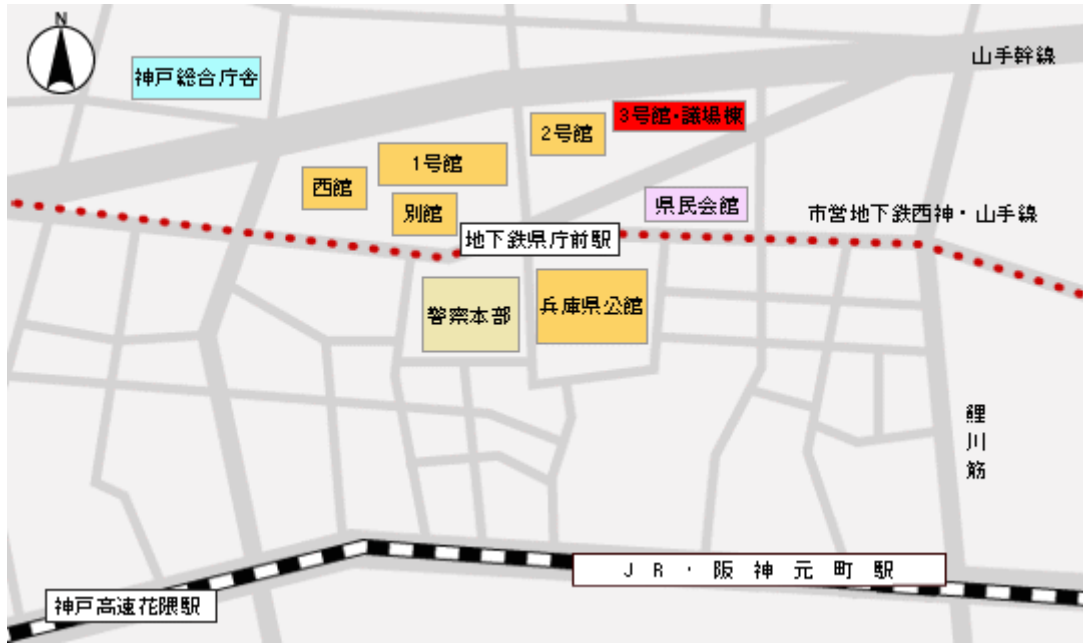 N
山手幹線
神戸総合庁舎
3号館・議場棟
2号館
1号館
西館
別館
県民会館
市営地下鉄西神・山手線
地下鉄県庁前駅
警察本部
兵庫県公館
鯉川筋
JR・阪神元町駅
神戸高速花隈駅